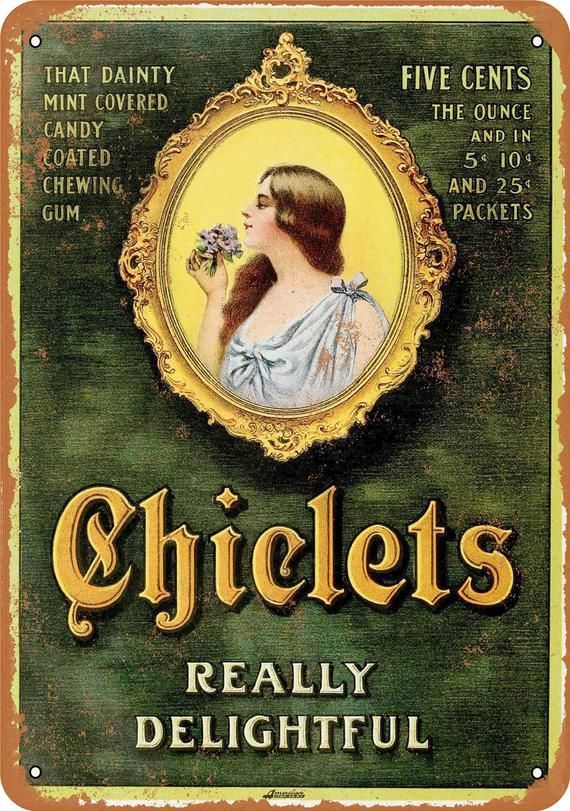 THAT DAINTY
MINT COVERED
CANDY
COATED
CHEWING
GUM
FIVE CENTS
THE OUNCE
AND IN
5¢ 10¢
AND 25¢
PACKETS
Chiclets
REALLY
DELIGHTFUL